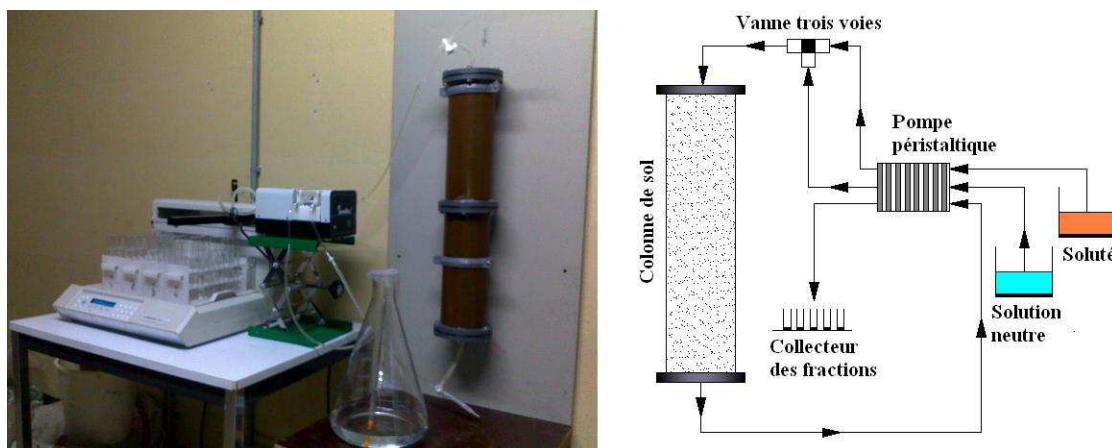 Vanne trois voies
Pompe
péristaltique
Colonne de sol
Soluté
Solution
neutre
Collecteur
des fractions